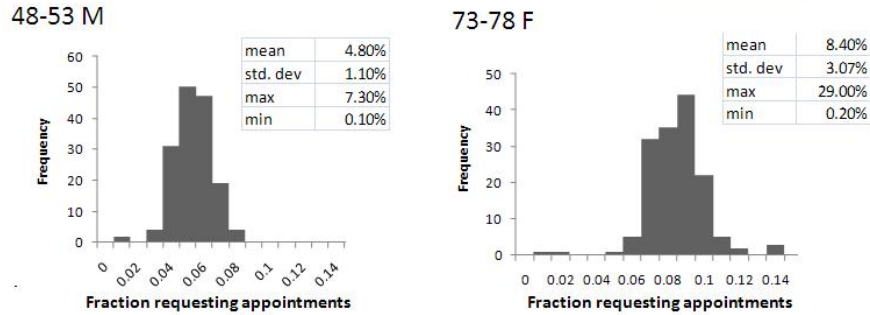 48-53 M
mean 4.80%
std. dev 1.10%
max 7.30%
min 0.10%
60
50
40
30
20
10
0
Frequency
0 0.02 0.04 0.06 0.08 0.1 0.12 0.14
Fraction requesting appointments
73-78 F
mean 8.40%
std. dev 3.07%
max 29.00%
min 0.20%
50
40
30
20
10
0
Frequency
0 0.02 0.04 0.06 0.08 0.1 0.12 0.14
Fraction requesting appointments